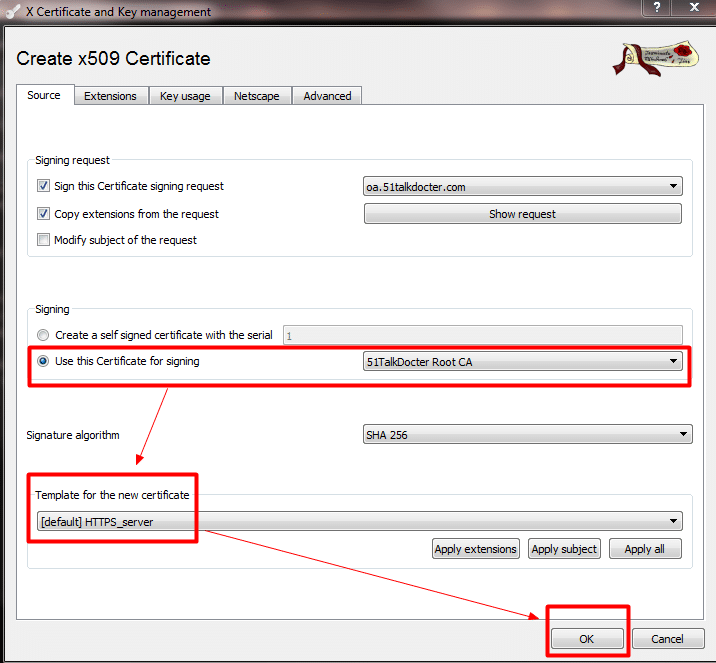 X Certificate and Key management
?
Create x509 Certificate
Source Extensions Key usage Netscape Advanced
Signing request
Sign this Certificate signing request oa.51talkdocter.com
Copy extensions from the request Show request
Modify subject of the request
Signing
Create a self signed certificate with the serial 1
Use this Certificate for signing 51TalkDocter Root CA
Signature algorithm SHA 256
Template for the new certificate
[default] HTTPS_server
Apply extensions Apply subject Apply all
OK Cancel